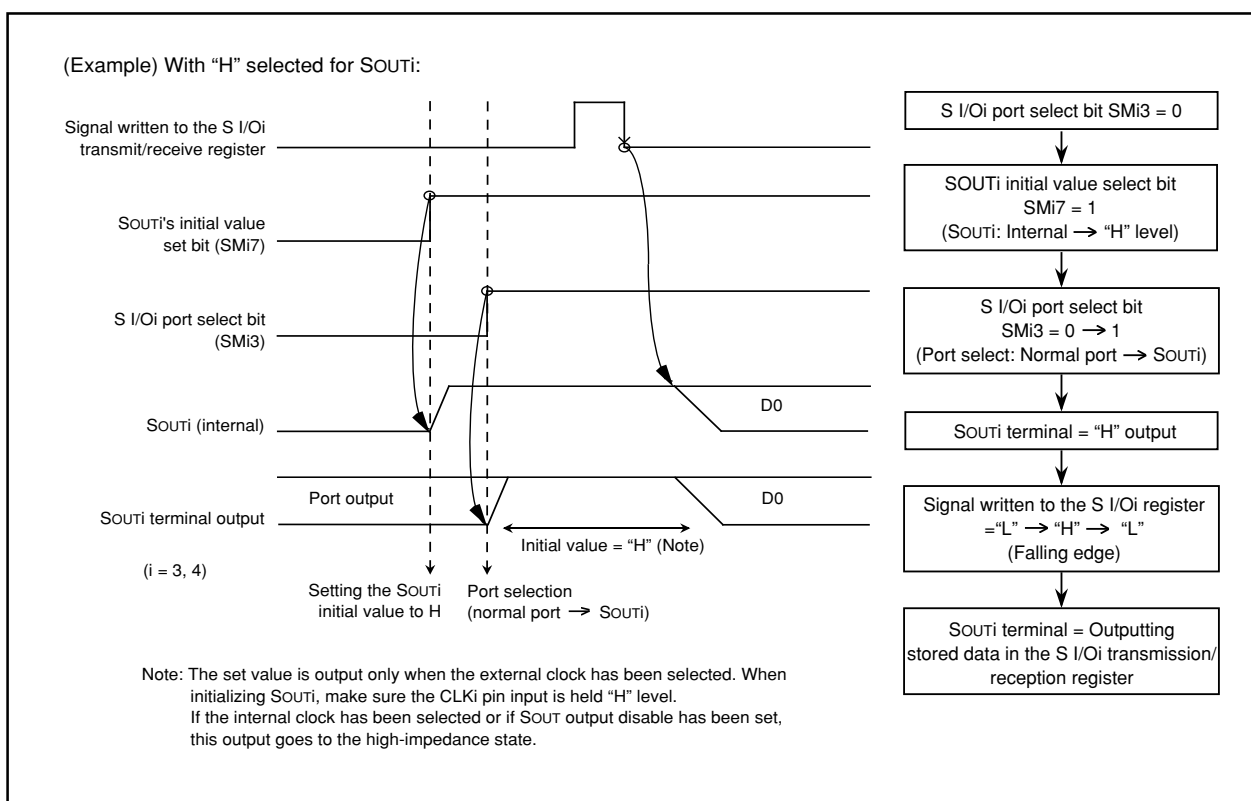 (Example) With “H” selected for SOUTi:
Signal written to the S I/Oi
transmit/receive register
SOUTi's initial value
set bit (SMi7)
S I/Oi port select bit
(SMi3)
SOUTi (internal)
D0
Port output
D0
SOUTi terminal output
Initial value = “H” (Note)
(i = 3, 4)
Setting the SOUTi
initial value to H
Port selection
(normal port → SOUTi)
Note: The set value is output only when the external clock has been selected. When
initializing SOUTi, make sure the CLKi pin input is held “H” level.
If the internal clock has been selected or if SOUT output disable has been set,
this output goes to the high-impedance state.
S I/Oi port select bit SMi3 = 0
SOUTi initial value select bit
SMi7 = 1
(SOUTi: Internal → “H” level)
S I/Oi port select bit
SMi3 = 0 → 1
(Port select: Normal port → SOUTi)
SOUTi terminal = “H” output
Signal written to the S I/Oi register
=“L” → “H” → “L”
(Falling edge)
SOUTi terminal = Outputting
stored data in the S I/Oi transmission/
reception register